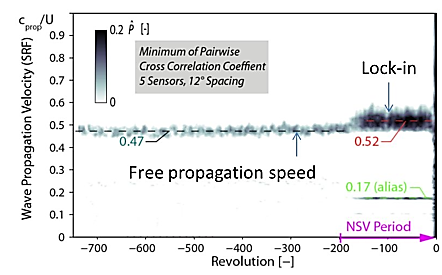 c_prop/U
0.2 P̂ [-]
0
Minimum of Pairwise
Cross Correlation Coeffient
5 Sensors, 12° Spacing
Lock-in
0.9
0.8
0.7
0.6
0.5
0.4
0.3
0.2
0.1
0
Wave Propagation Velocity (SRF)
0.47
0.52
Free propagation speed
0.17 (alias)
NSV Period
-700 -600 -500 -400 -300 -200 -100 0
Revolution [–]